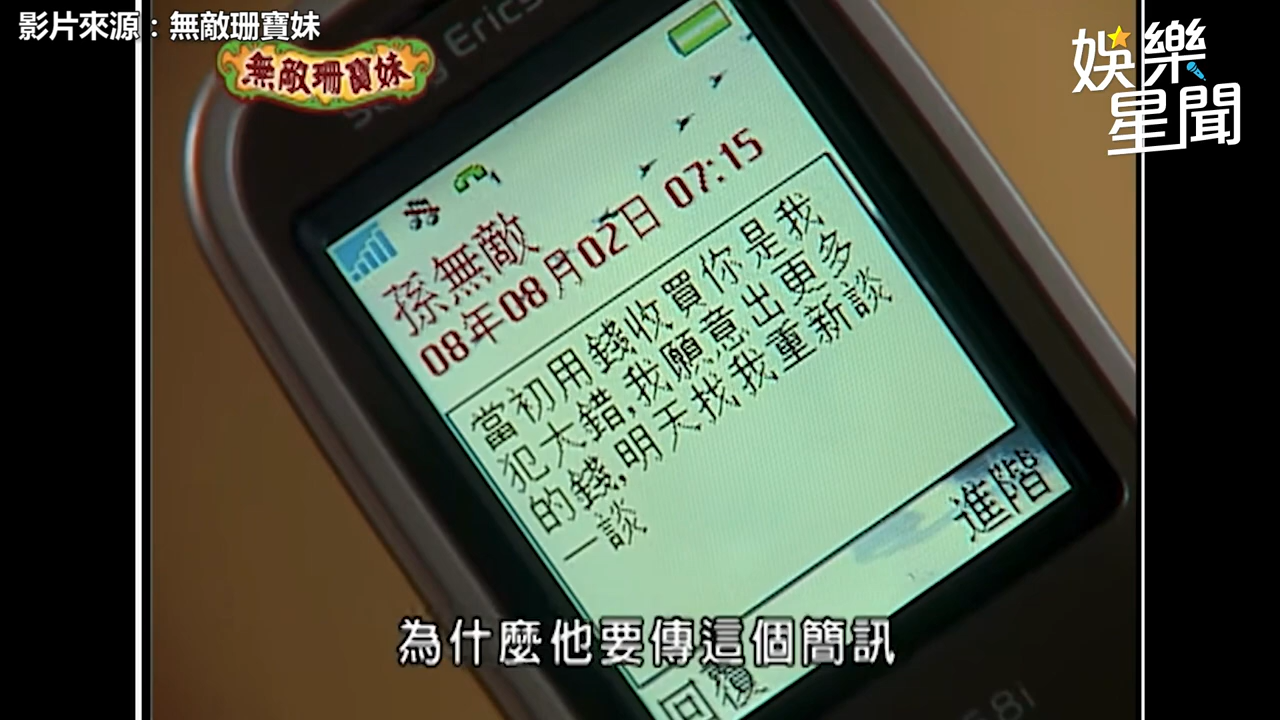 影片來源：無敵珊寶妹
無敵珊寶妹
娛樂
星聞
Sony Ericsson
孫無敵
08年08月02日 07:15
當初用錢收買你是我
犯大錯,我願意出更多
的錢,明天找我重新談
一談
進階
回覆
為什麼他要傳這個簡訊